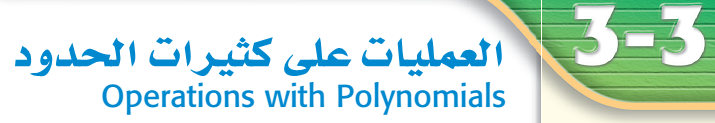 3-3
العمليات على كثيرات الحدود
Operations with Polynomials